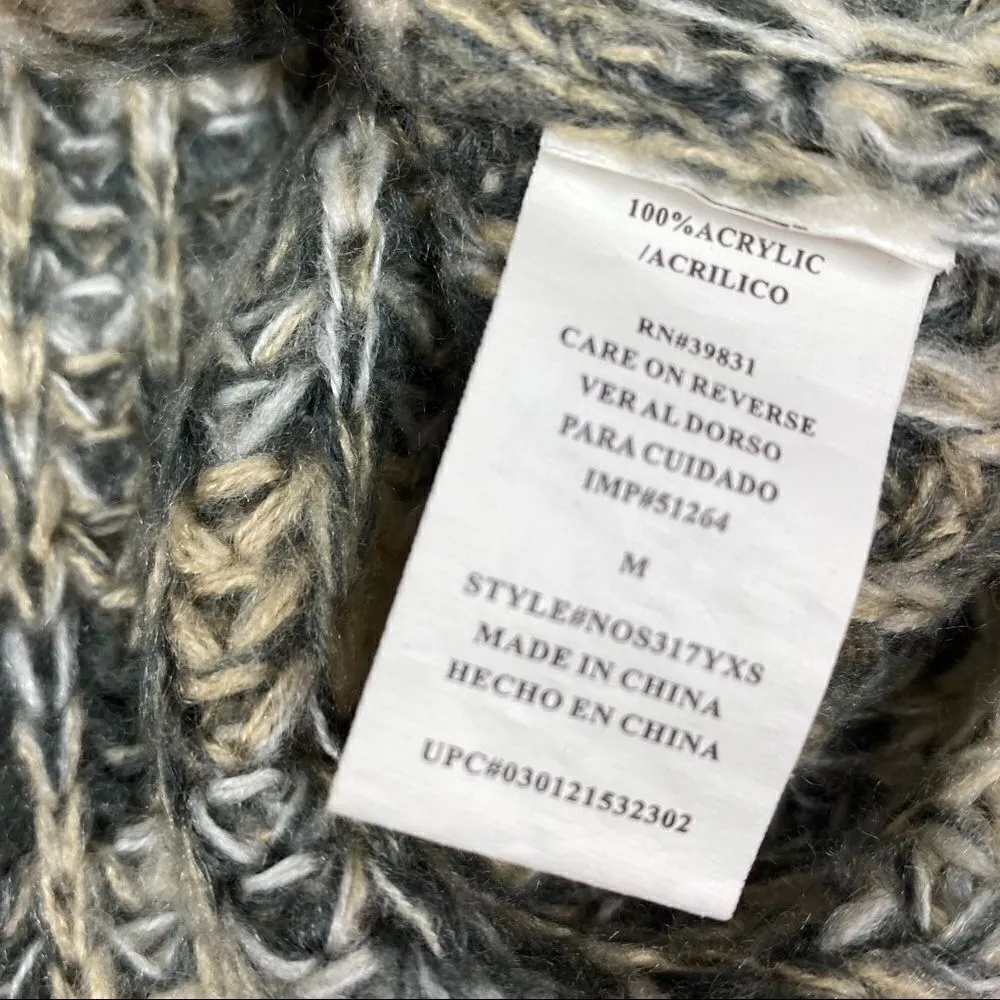 100%ACRYLIC
/ACRILICO
RN#39831
CARE ON REVERSE
VER AL DORSO
PARA CUIDADO
IMP#51264
M
STYLE#NOS317YXS
MADE IN CHINA
HECHO EN CHINA
UPC#030121532302